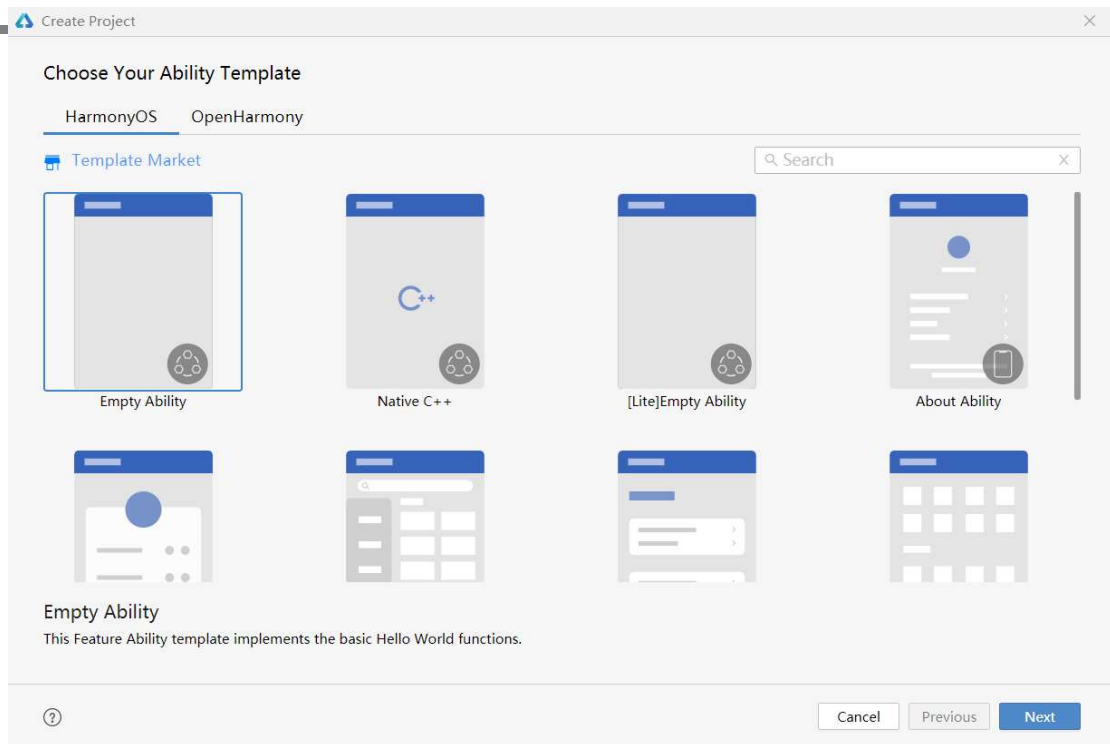 Create Project
Choose Your Ability Template
HarmonyOS OpenHarmony
Template Market
Search
C++
Empty Ability
Native C++
[Lite]Empty Ability
About Ability
Empty Ability
This Feature Ability template implements the basic Hello World functions.
?
Cancel
Previous
Next